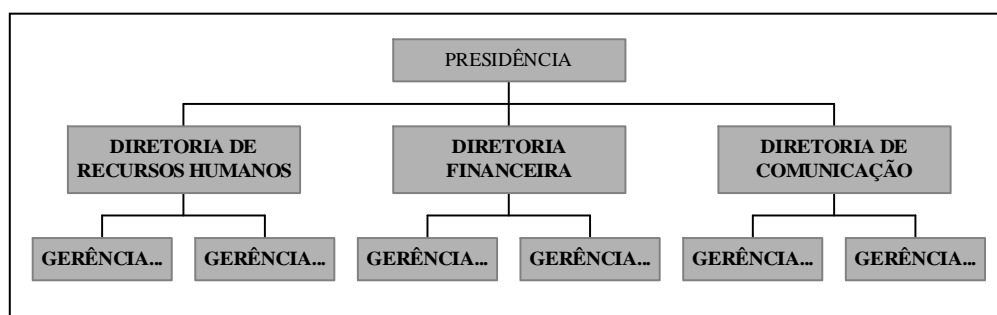 PRESIDÊNCIA
DIRETORIA DE
RECURSOS HUMANOS
DIRETORIA
FINANCEIRA
DIRETORIA DE
COMUNICAÇÃO
GERÊNCIA...
GERÊNCIA...
GERÊNCIA...
GERÊNCIA...
GERÊNCIA...
GERÊNCIA...